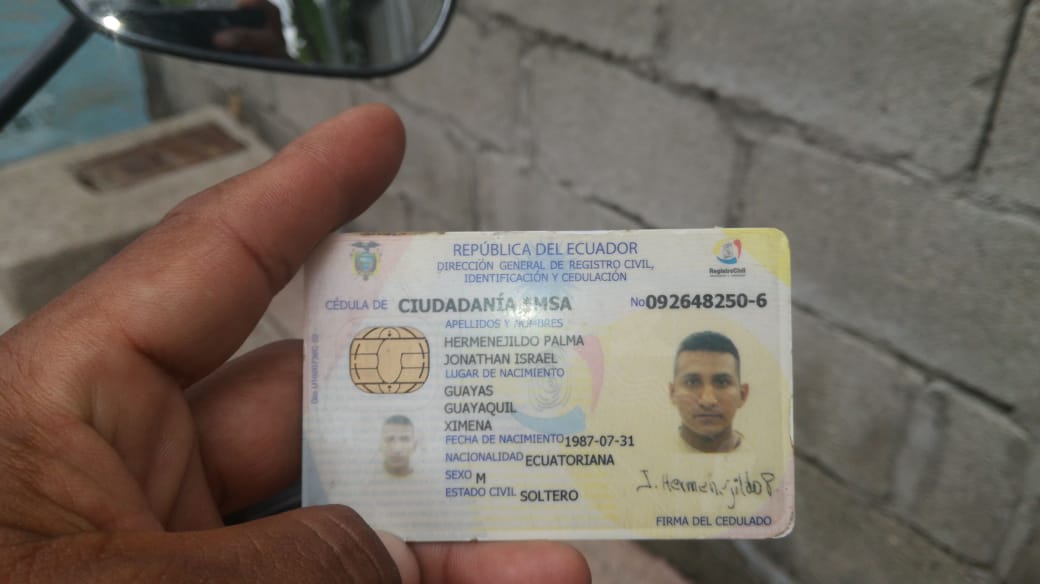 REPÚBLICA DEL ECUADOR
DIRECCIÓN GENERAL DE REGISTRO CIVIL,
IDENTIFICACIÓN Y CEDULACIÓN
RegistroCivil
CÉDULA DE CIUDADANÍA *MSA No 092648250-6
APELLIDOS Y NOMBRES
HERMENEJILDO PALMA
JONATHAN ISRAEL
LUGAR DE NACIMIENTO
GUAYAS
GUAYAQUIL
XIMENA
FECHA DE NACIMIENTO 1987-07-31
NACIONALIDAD ECUATORIANA
SEXO M
ESTADO CIVIL SOLTERO
J. Hermenejildo P.
FIRMA DEL CEDULADO